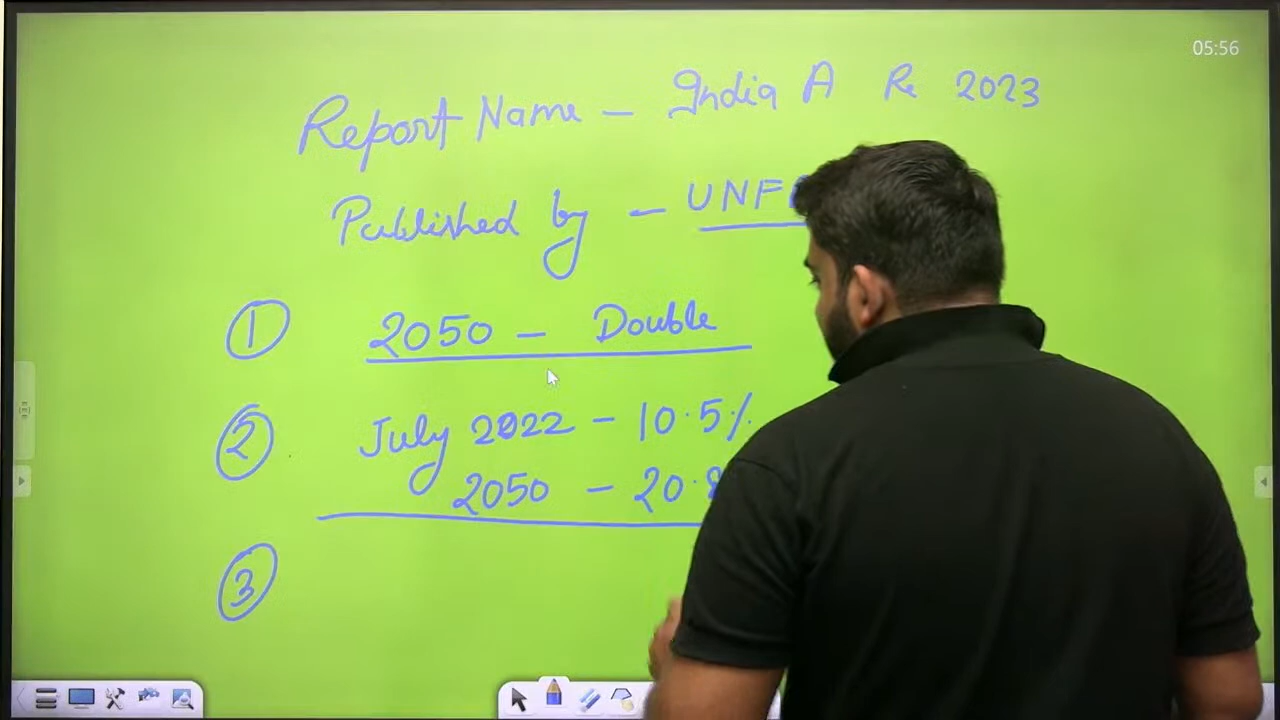 05:56
Report Name - India A Re 2023
Published by - UNF
① 2050 - Double
② July 2022 - 10.5%
2050 - 20.
③